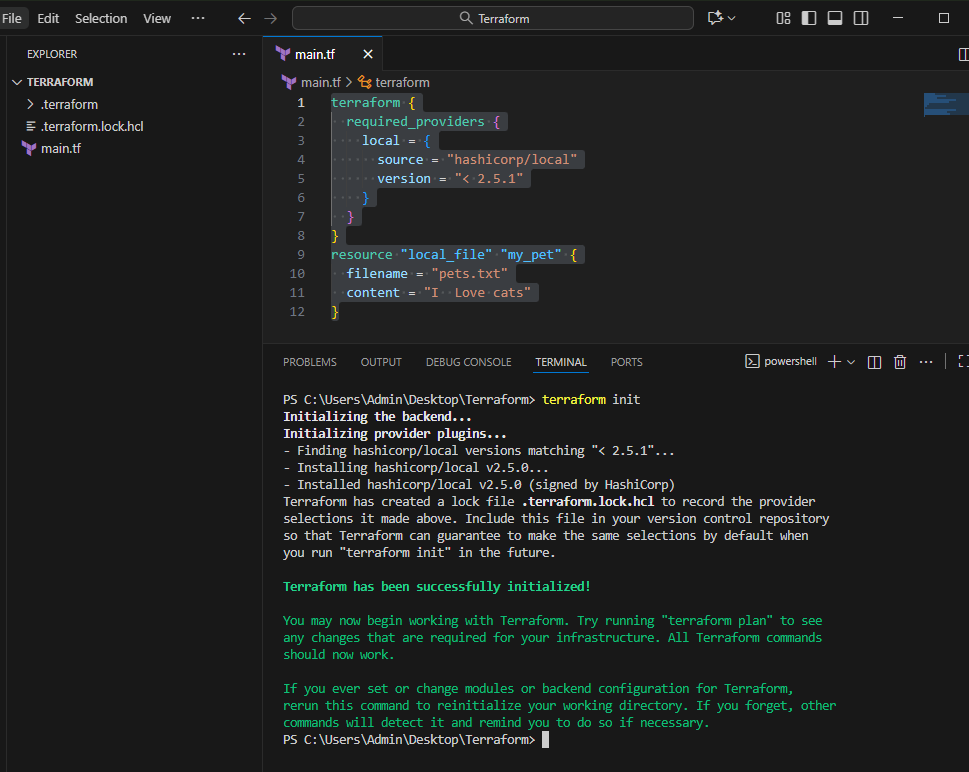 File Edit Selection View ··· Terraform
EXPLORER ···
TERRAFORM
.terraform
.terraform.lock.hcl
main.tf
main.tf
main.tf > terraform
1 terraform {
2   required_providers {
3     local = {
4       source = "hashicorp/local"
5       version = "< 2.5.1"
6     }
7   }
8 }
9 resource "local_file" "my_pet" {
10   filename = "pets.txt"
11   content = "I  Love cats"
12 }
PROBLEMS OUTPUT DEBUG CONSOLE TERMINAL PORTS powershell ···
PS C:\Users\Admin\Desktop\Terraform> terraform init
Initializing the backend...
Initializing provider plugins...
- Finding hashicorp/local versions matching "< 2.5.1"...
- Installing hashicorp/local v2.5.0...
- Installed hashicorp/local v2.5.0 (signed by HashiCorp)
Terraform has created a lock file .terraform.lock.hcl to record the provider
selections it made above. Include this file in your version control repository
so that Terraform can guarantee to make the same selections by default when
you run "terraform init" in the future.
Terraform has been successfully initialized!
You may now begin working with Terraform. Try running "terraform plan" to see
any changes that are required for your infrastructure. All Terraform commands
should now work.
If you ever set or change modules or backend configuration for Terraform,
rerun this command to reinitialize your working directory. If you forget, other
commands will detect it and remind you to do so if necessary.
PS C:\Users\Admin\Desktop\Terraform>